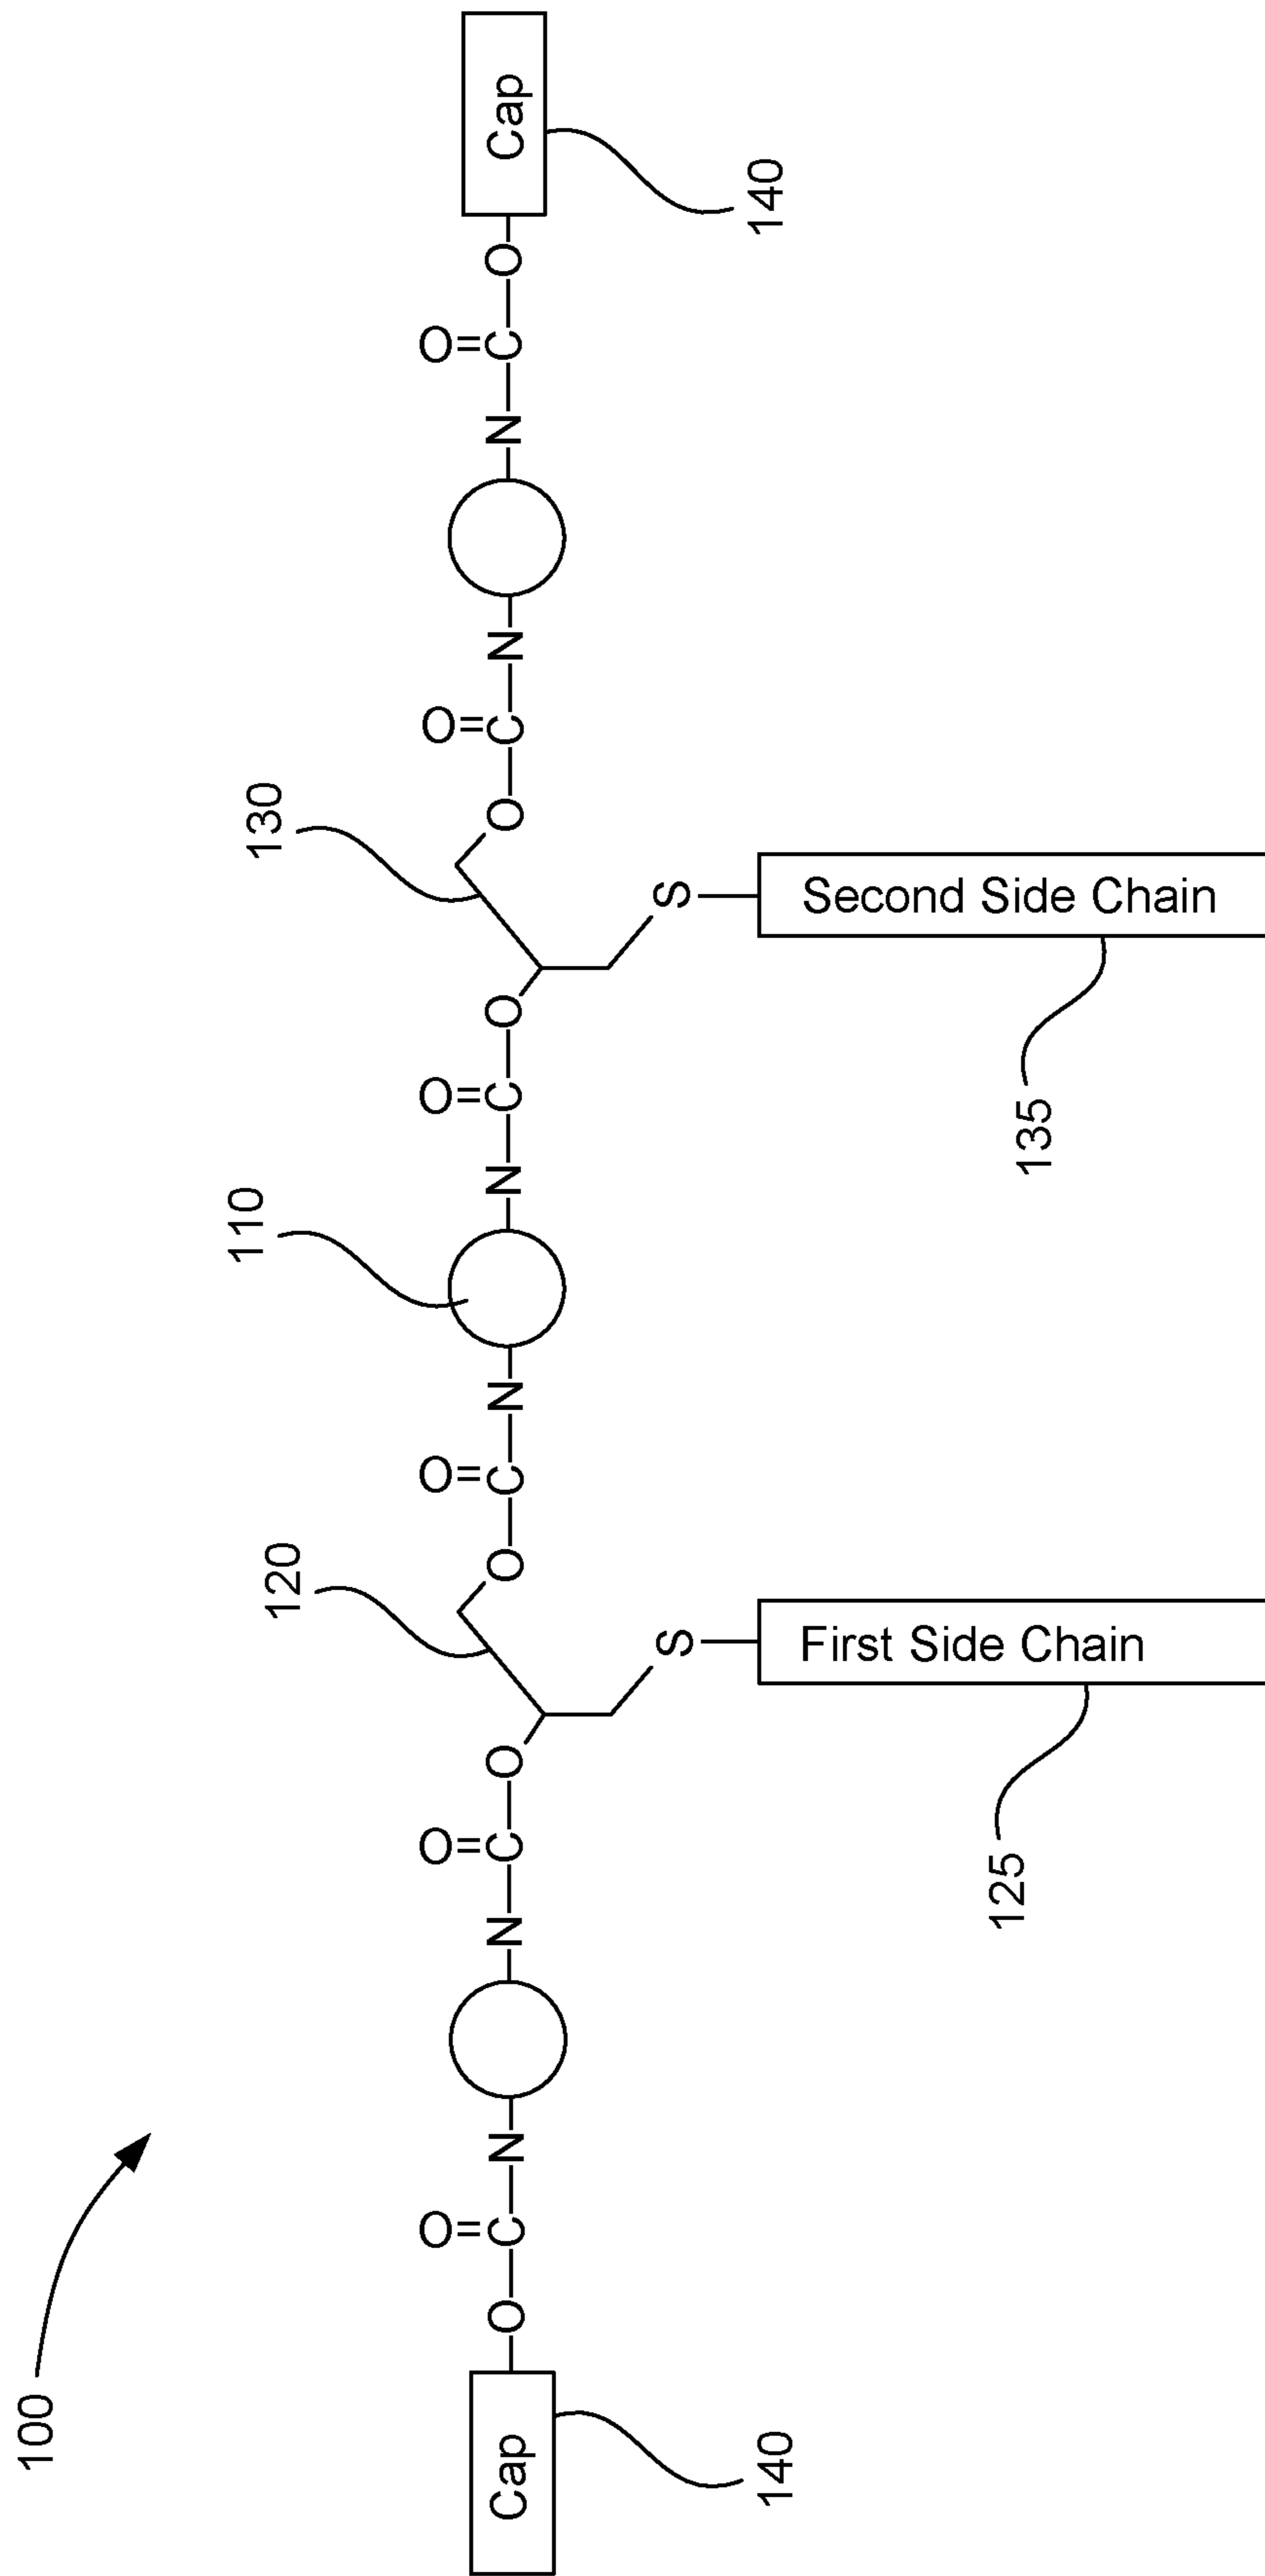 100
120
110
130
Cap O C O N N C O O O C O N N C O O O C O N N C O O Cap
140
S
S
140
First Side Chain
Second Side Chain
125
135